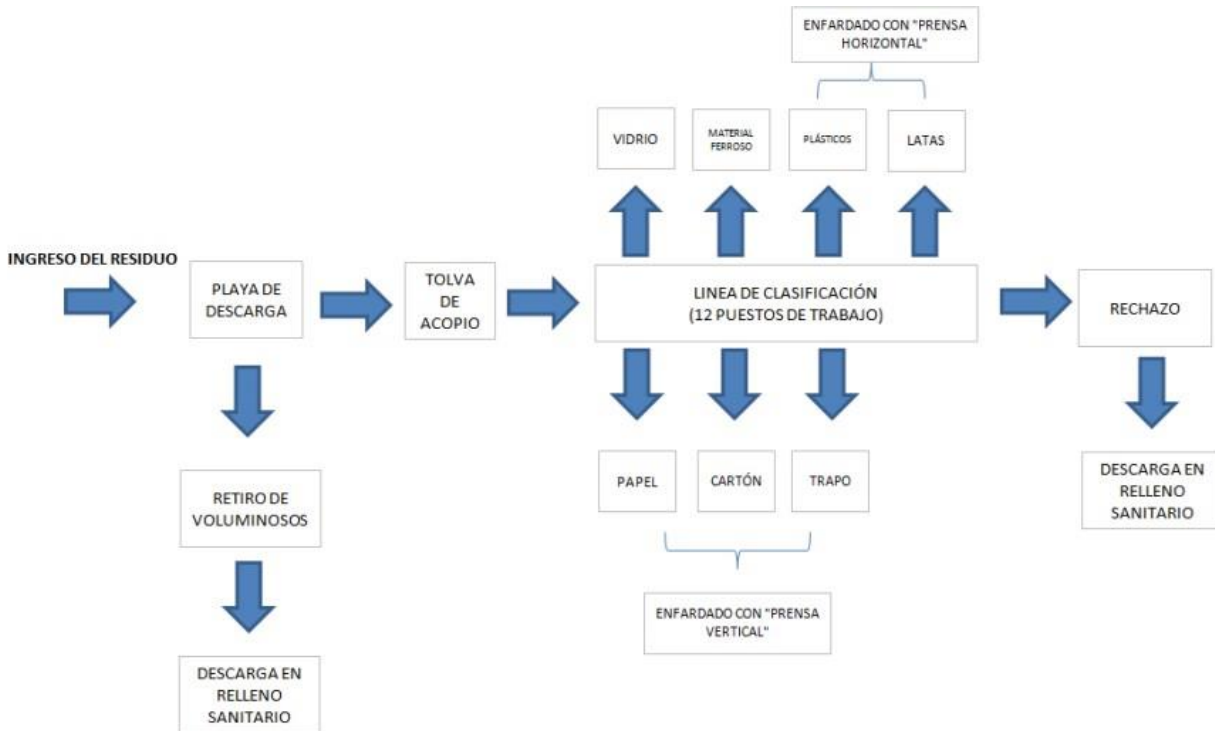 ENFARDADO CON "PRENSA
HORIZONTAL"
VIDRIO
MATERIAL
FERROSO
PLÁSTICOS
LATAS
INGRESO DEL RESIDUO
PLAYA DE
DESCARGA
TOLVA
DE
ACOPIO
LINEA DE CLASIFICACIÓN
(12 PUESTOS DE TRABAJO)
RECHAZO
PAPEL
CARTÓN
TRAPO
DESCARGA EN
RELLENO
SANITARIO
RETIRO DE
VOLUMINOSOS
ENFARDADO CON "PRENSA
VERTICAL"
DESCARGA EN
RELLENO
SANITARIO